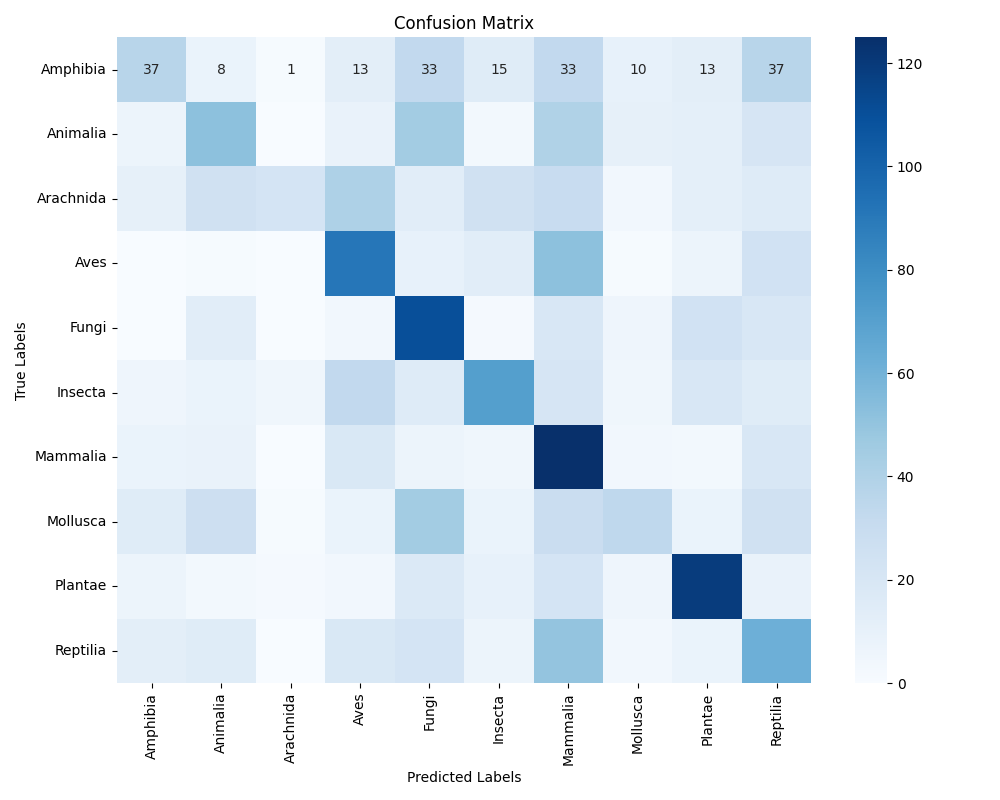 Confusion Matrix
Amphibia 37 8 1 13 33 15 33 10 13 37
Animalia
Arachnida
Aves
Fungi
Insecta
Mammalia
Mollusca
Plantae
Reptilia
True Labels
Amphibia Animalia Arachnida Aves Fungi Insecta Mammalia Mollusca Plantae Reptilia
Predicted Labels
120
100
80
60
40
20
0